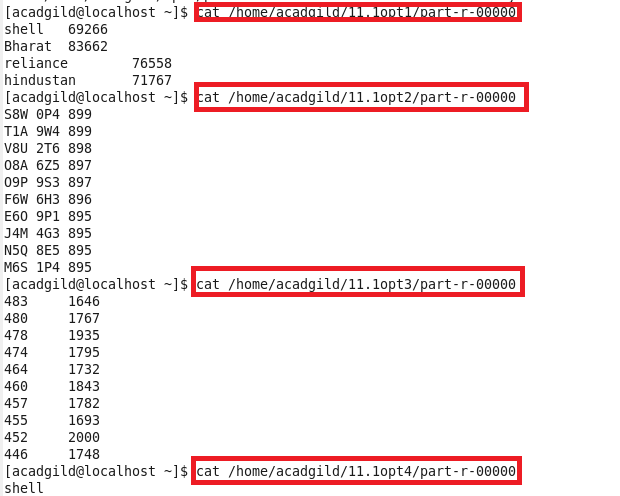 [acadgild@localhost ~]$ cat /home/acadgild/11.1opt1/part-r-00000
shell   69266
Bharat  83662
reliance        76558
hindustan       71767
[acadgild@localhost ~]$ cat /home/acadgild/11.1opt2/part-r-00000
S8W 0P4 899
T1A 9W4 899
V8U 2T6 898
O8A 6Z5 897
O9P 9S3 897
F6W 6H3 896
E6O 9P1 895
J4M 4G3 895
N5Q 8E5 895
M6S 1P4 895
[acadgild@localhost ~]$ cat /home/acadgild/11.1opt3/part-r-00000
483     1646
480     1767
478     1935
474     1795
464     1732
460     1843
457     1782
455     1693
452     2000
446     1748
[acadgild@localhost ~]$ cat /home/acadgild/11.1opt4/part-r-00000
shell